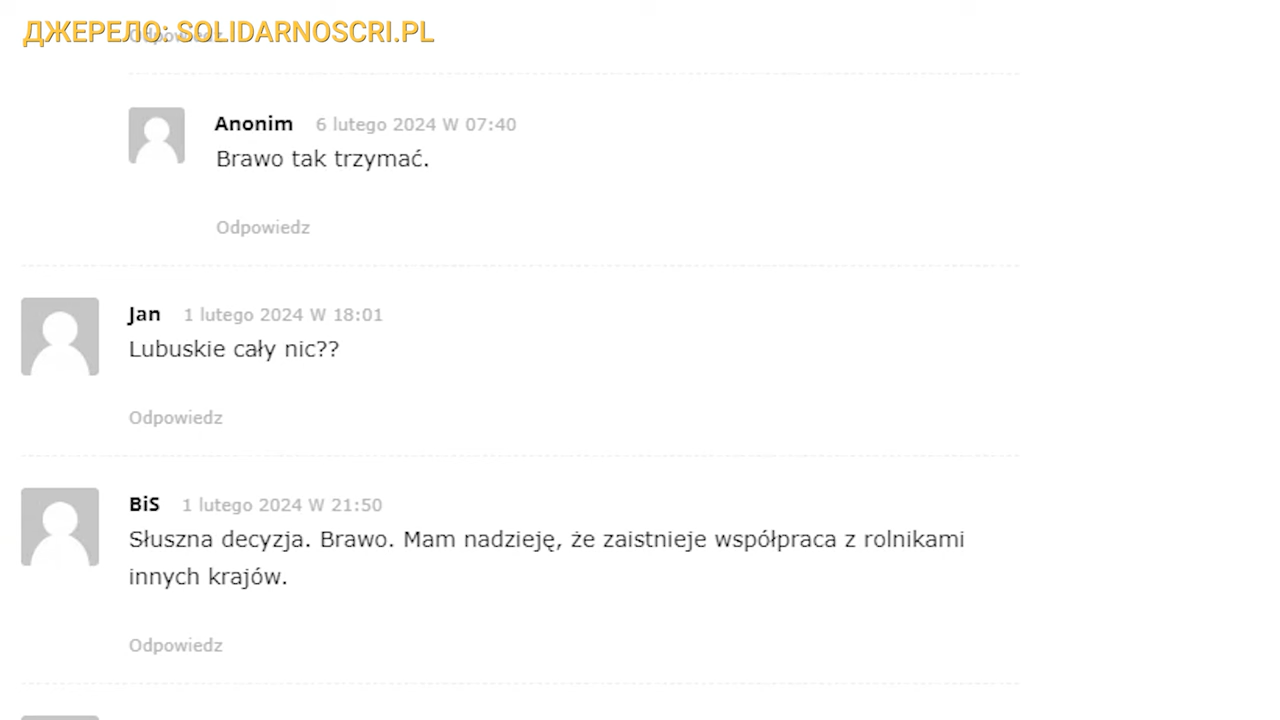 ДЖЕРЕЛО: SOLIDARNOSCRI.PL
Odpowiedz
Anonim 6 lutego 2024 W 07:40
Brawo tak trzymać.
Odpowiedz
Jan 1 lutego 2024 W 18:01
Lubuskie cały nic??
Odpowiedz
BiS 1 lutego 2024 W 21:50
Słuszna decyzja. Brawo. Mam nadzieję, że zaistnieje współpraca z rolnikami
innych krajów.
Odpowiedz